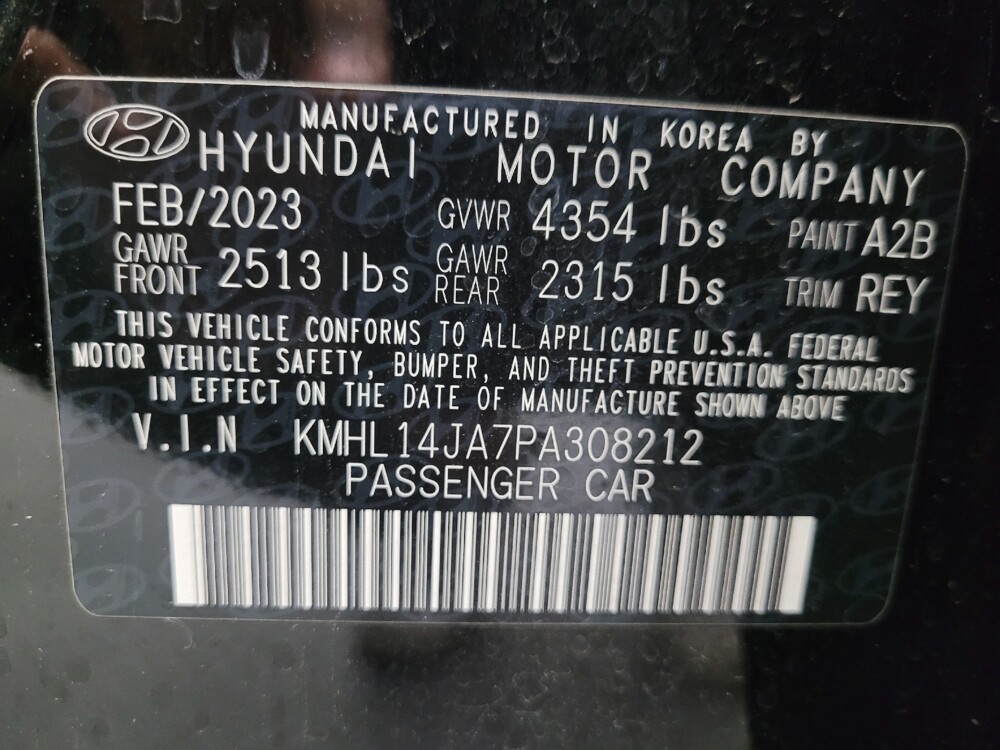 MANUFACTURED IN KOREA BY
HYUNDAI MOTOR COMPANY
FEB/2023 GVWR 4354 lbs PAINT A2B
GAWR FRONT 2513 lbs GAWR REAR 2315 lbs TRIM REY
THIS VEHICLE CONFORMS TO ALL APPLICABLE U.S.A. FEDERAL
MOTOR VEHICLE SAFETY, BUMPER, AND THEFT PREVENTION STANDARDS
IN EFFECT ON THE DATE OF MANUFACTURE SHOWN ABOVE
V.I.N KMHL14JA7PA308212
PASSENGER CAR